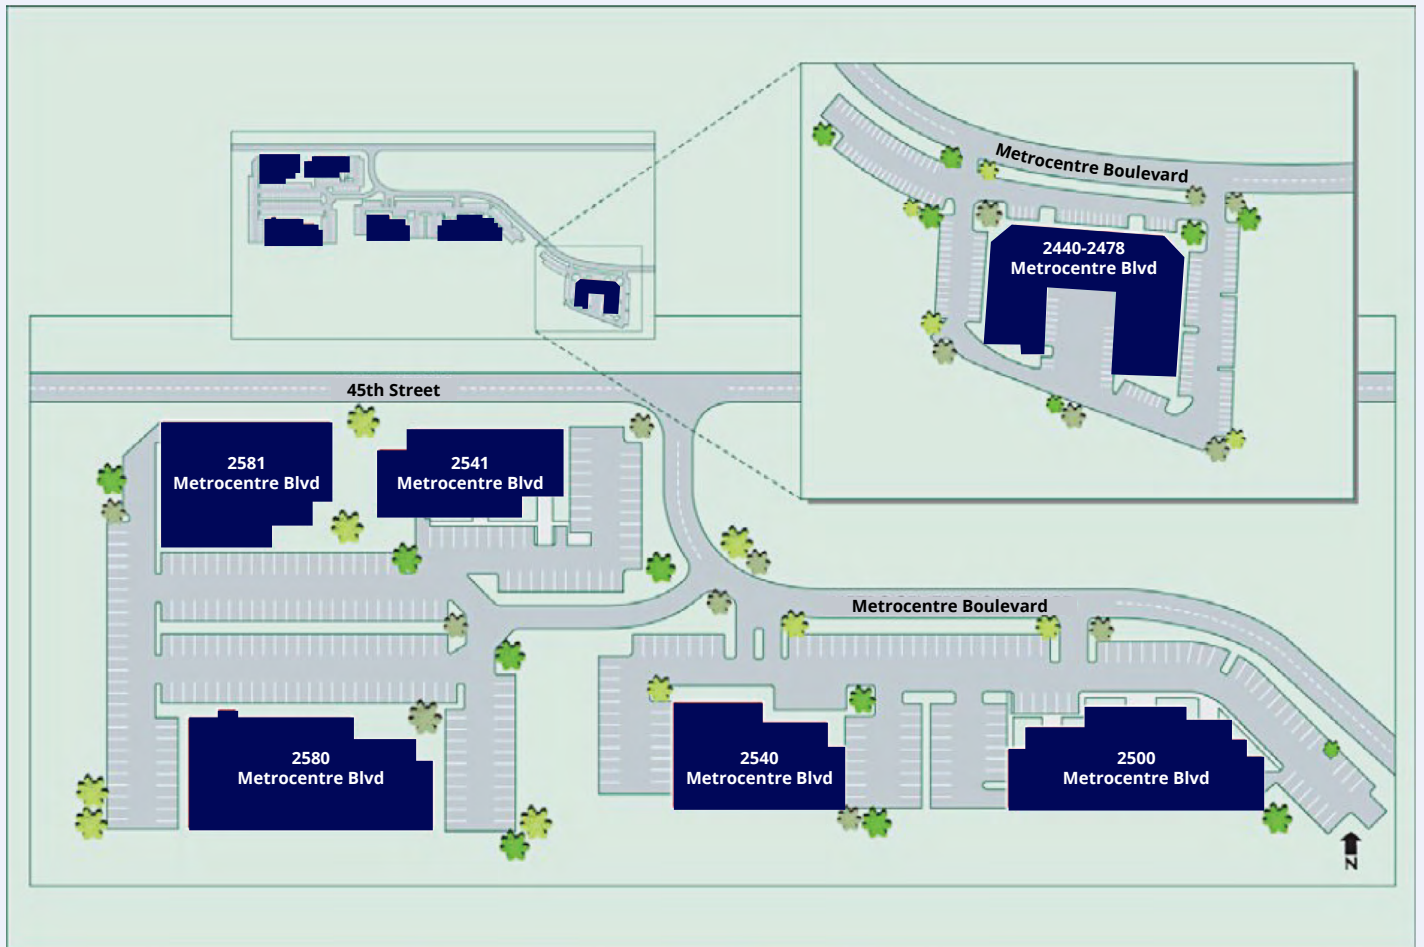 Metrocentre Boulevard
2440-2478
Metrocentre Blvd
45th Street
2581
Metrocentre Blvd
2541
Metrocentre Blvd
Metrocentre Boulevard
2580
Metrocentre Blvd
2540
Metrocentre Blvd
2500
Metrocentre Blvd
N